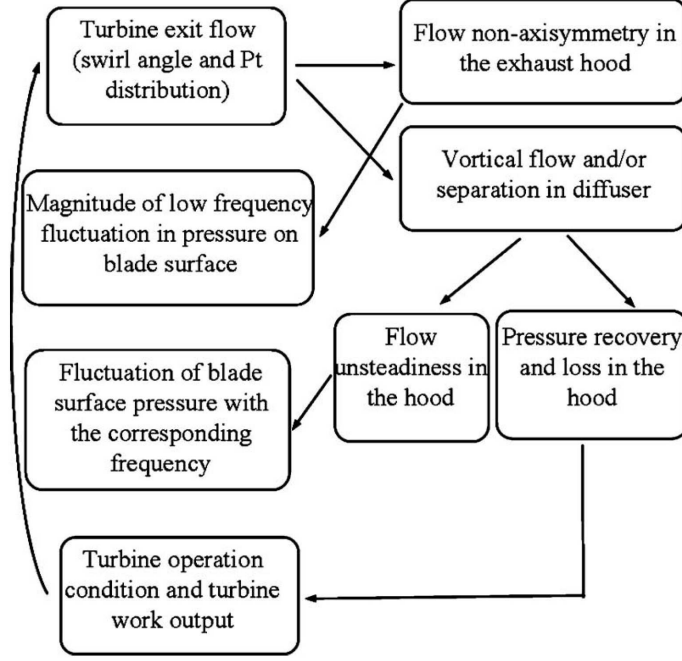 Turbine exit flow
(swirl angle and Pt
distribution)
Flow non-axisymmetry in
the exhaust hood
Vortical flow and/or
separation in diffuser
Magnitude of low frequency
fluctuation in pressure on
blade surface
Flow
unsteadiness in
the hood
Pressure recovery
and loss in the
hood
Fluctuation of blade
surface pressure with
the corresponding
frequency
Turbine operation
condition and turbine
work output